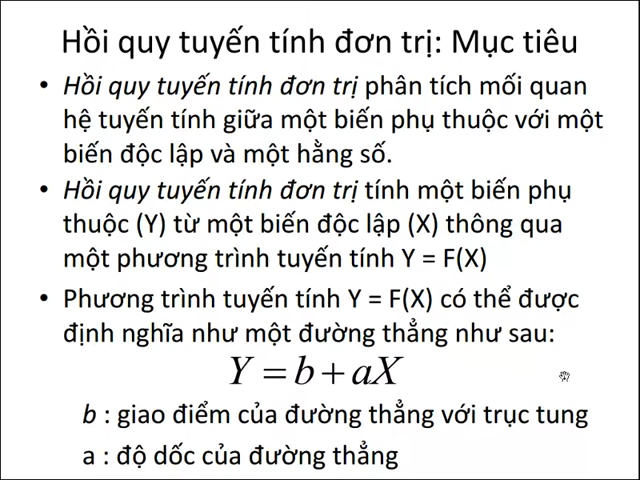 Hồi quy tuyến tính đơn trị: Mục tiêu
• Hồi quy tuyến tính đơn trị phân tích mối quan
hệ tuyến tính giữa một biến phụ thuộc với một
biến độc lập và một hằng số.
• Hồi quy tuyến tính đơn trị tính một biến phụ
thuộc (Y) từ một biến độc lập (X) thông qua
một phương trình tuyến tính Y = F(X)
• Phương trình tuyến tính Y = F(X) có thể được
định nghĩa như một đường thẳng như sau:
Y = b + aX
b : giao điểm của đường thẳng với trục tung
a : độ dốc của đường thẳng